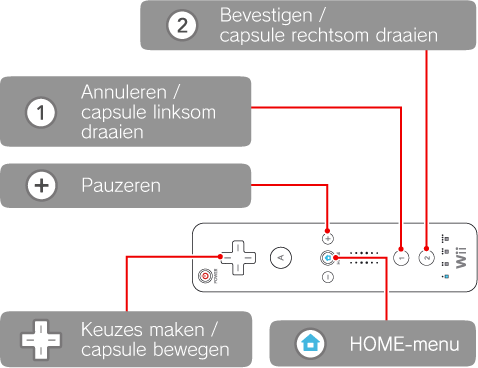 2 Bevestigen /
capsule rechtsom draaien
1 Annuleren /
capsule linksom
draaien
+ Pauzeren
A
1
2
Wii
POWER
Keuzes maken /
capsule bewegen
HOME-menu